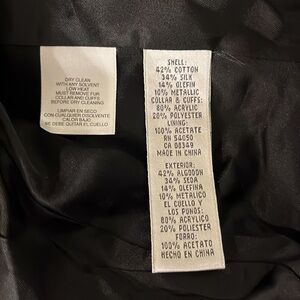 DRY CLEAN
WITH ANY SOLVENT
LOW HEAT
MUST REMOVE FUR
COLLAR AND CUFFS
BEFORE DRY CLEANING
LIMPIAR EN SECO
CON CUALQUIER DISOLVENTE
CALOR BAJO
SE DEBE QUITAR EL CUELLO
SHELL:
42% COTTON
34% SILK
14% OLEFIN
10% METALLIC
COLLAR & CUFFS:
80% ACRYLIC
20% POLYESTER
LINING:
100% ACETATE
RN 54050
CA 00349
MADE IN CHINA
EXTERIOR:
42% ALGODON
34% SEDA
14% OLEFINA
10% METALICO
EL CUELLO Y
LOS PUNOS:
80% ACRYLICO
20% POLIESTER
FORRO:
100% ACETATO
HECHO EN CHINA